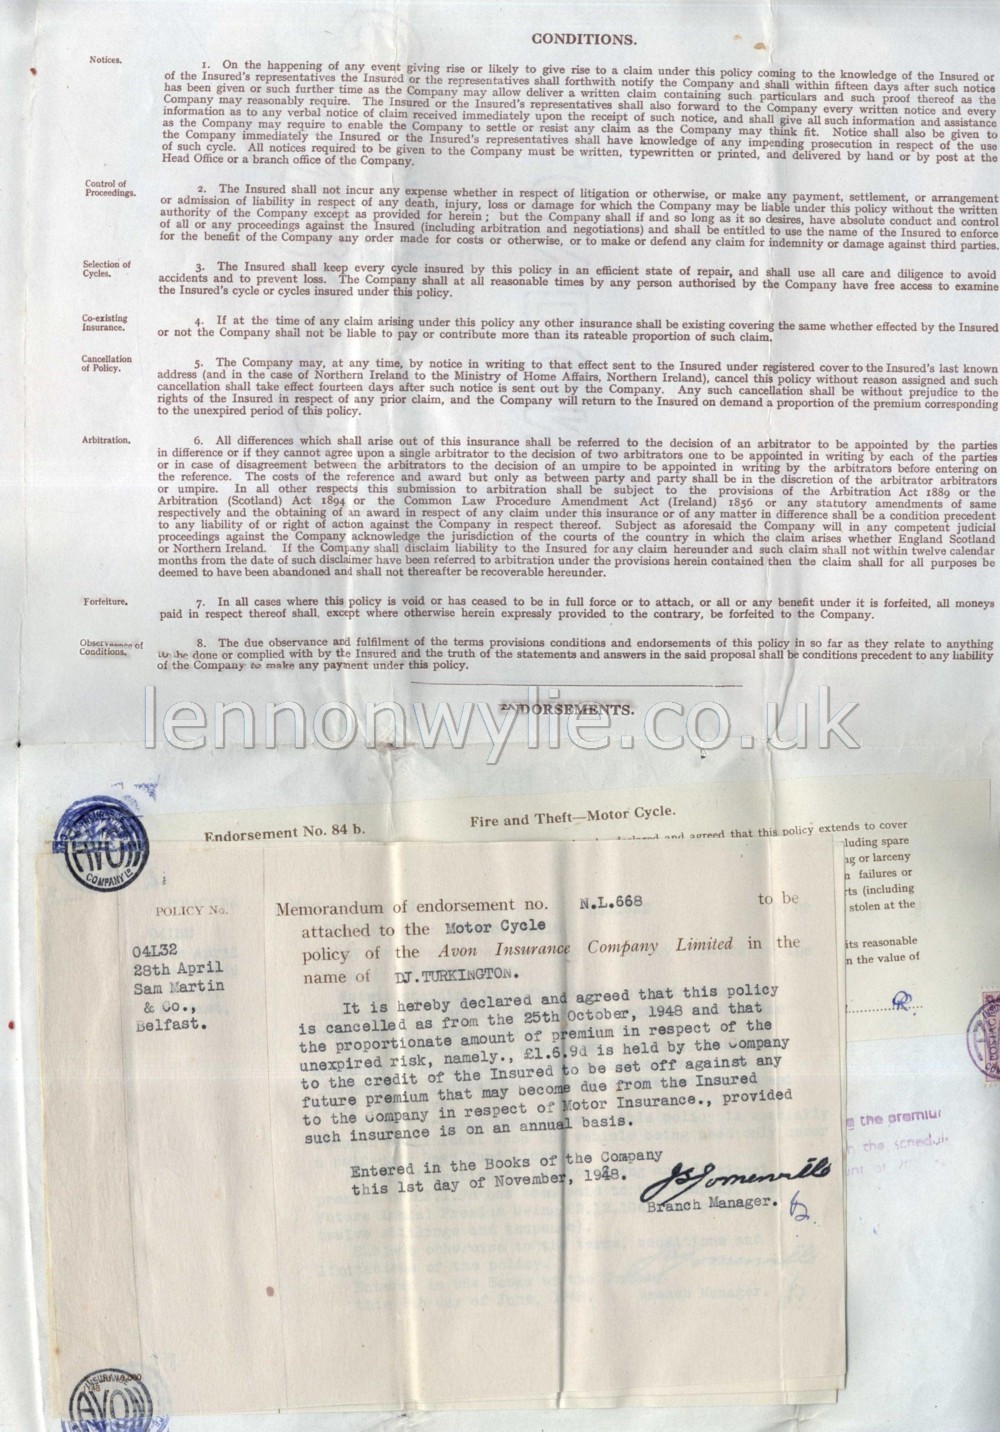 CONDITIONS.
Notices.
1. On the happening of any event giving rise or likely to give rise to a claim under this policy coming to the knowledge of the Insured or
of the Insured's representatives the Insured or the representatives shall forthwith notify the Company and shall within fifteen days after such notice
has been given or such further time as the Company may allow deliver a written claim containing such particulars and such proof thereof as the
Company may reasonably require. The Insured or the Insured's representatives shall also forward to the Company every written notice and every
information as to any verbal notice of claim received immediately upon the receipt of such notice, and shall give all such information and assistance
as the Company may require to enable the Company to settle or resist any claim as the Company may think fit. Notice shall also be given to
the Company immediately the Insured or the Insured's representatives shall have knowledge of any impending prosecution in respect of the use
of such cycle. All notices required to be given to the Company must be written, typewritten or printed, and delivered by hand or by post at the
Head Office or a branch office of the Company.
Control of
Proceedings.
2. The Insured shall not incur any expense whether in respect of litigation or otherwise, or make any payment, settlement, or arrangement
or admission of liability in respect of any death, injury, loss or damage for which the Company may be liable under this policy without the written
authority of the Company except as provided for herein ; but the Company shall if and so long as it so desires, have absolute conduct and control
of all or any proceedings against the Insured (including arbitration and negotiations) and shall be entitled to use the name of the Insured to enforce
for the benefit of the Company any order made for costs or otherwise, or to make or defend any claim for indemnity or damage against third parties.
Selection of
Cycles.
3. The Insured shall keep every cycle insured by this policy in an efficient state of repair, and shall use all care and diligence to avoid
accidents and to prevent loss. The Company shall at all reasonable times by any person authorised by the Company have free access to examine
the Insured's cycle or cycles insured under this policy.
Co-existing
Insurance.
4. If at the time of any claim arising under this policy any other insurance shall be existing covering the same whether effected by the Insured
or not the Company shall not be liable to pay or contribute more than its rateable proportion of such claim.
Cancellation
of Policy.
5. The Company may, at any time, by notice in writing to that effect sent to the Insured under registered cover to the Insured's last known
address (and in the case of Northern Ireland to the Ministry of Home Affairs, Northern Ireland), cancel this policy without reason assigned and such
cancellation shall take effect fourteen days after such notice is sent out by the Company. Any such cancellation shall be without prejudice to the
rights of the Insured in respect of any prior claim, and the Company will return to the Insured on demand a proportion of the premium corresponding
to the unexpired period of this policy.
Arbitration.
6. All differences which shall arise out of this insurance shall be referred to the decision of an arbitrator to be appointed by the parties
in difference or if they cannot agree upon a single arbitrator to the decision of two arbitrators one to be appointed in writing by each of the parties
or in case of disagreement between the arbitrators to the decision of an umpire to be appointed in writing by the arbitrators before entering on
the reference. The costs of the reference and award but only as between party and party shall be in the discretion of the arbitrator arbitrators
or umpire. In all other respects this submission to arbitration shall be subject to the provisions of the Arbitration Act 1889 or the
Arbitration (Scotland) Act 1894 or the Common Law Procedure Amendment Act (Ireland) 1856 or any statutory amendments of same
respectively and the obtaining of an award in respect of any claim under this insurance or of any matter in difference shall be a condition precedent
to any liability of or right of action against the Company in respect thereof. Subject as aforesaid the Company will in any competent judicial
proceedings against the Company acknowledge the jurisdiction of the courts of the country in which the claim arises whether England Scotland
or Northern Ireland. If the Company shall disclaim liability to the Insured for any claim hereunder and such claim shall not within twelve calendar
months from the date of such disclaimer have been referred to arbitration under the provisions herein contained then the claim shall for all purposes be
deemed to have been abandoned and shall not thereafter be recoverable hereunder.
Forfeiture.
7. In all cases where this policy is void or has ceased to be in full force or to attach, or all or any benefit under it is forfeited, all moneys
paid in respect thereof shall, except where otherwise herein expressly provided to the contrary, be forfeited to the Company.
Observance of
Conditions.
8. The due observance and fulfilment of the terms provisions conditions and endorsements of this policy in so far as they relate to anything
to be done or complied with by the Insured and the truth of the statements and answers in the said proposal shall be conditions precedent to any liability
of the Company to make any payment under this policy.
ENDORSEMENTS.
lennonwylie.co.uk
Endorsement No. 84 b. Fire and Theft—Motor Cycle.
declared and agreed that this policy extends to cover
luding spare
ng or larceny
failures or
ts (including
stolen at the
its reasonable
n the value of
AVON
COMPANY LD
POLICY No.
04L32
28th April
Sam Martin
& Co.,
Belfast.
Memorandum of endorsement no. N.L.668 to be
attached to the Motor Cycle
policy of the Avon Insurance Company Limited in the
name of DJ.TURKINGTON.
It is hereby declared and agreed that this policy
is cancelled as from the 25th October, 1948 and that
the proportionate amount of premium in respect of the
unexpired risk, namely., £1.6.9d is held by the Company
to the credit of the Insured to be set off against any
future premium that may become due from the Insured
to the Company in respect of Motor Insurance., provided
such insurance is on an annual basis.
Entered in the Books of the Company
this 1st day of November, 1948.
Branch Manager.
the premium
the schedul
AVON